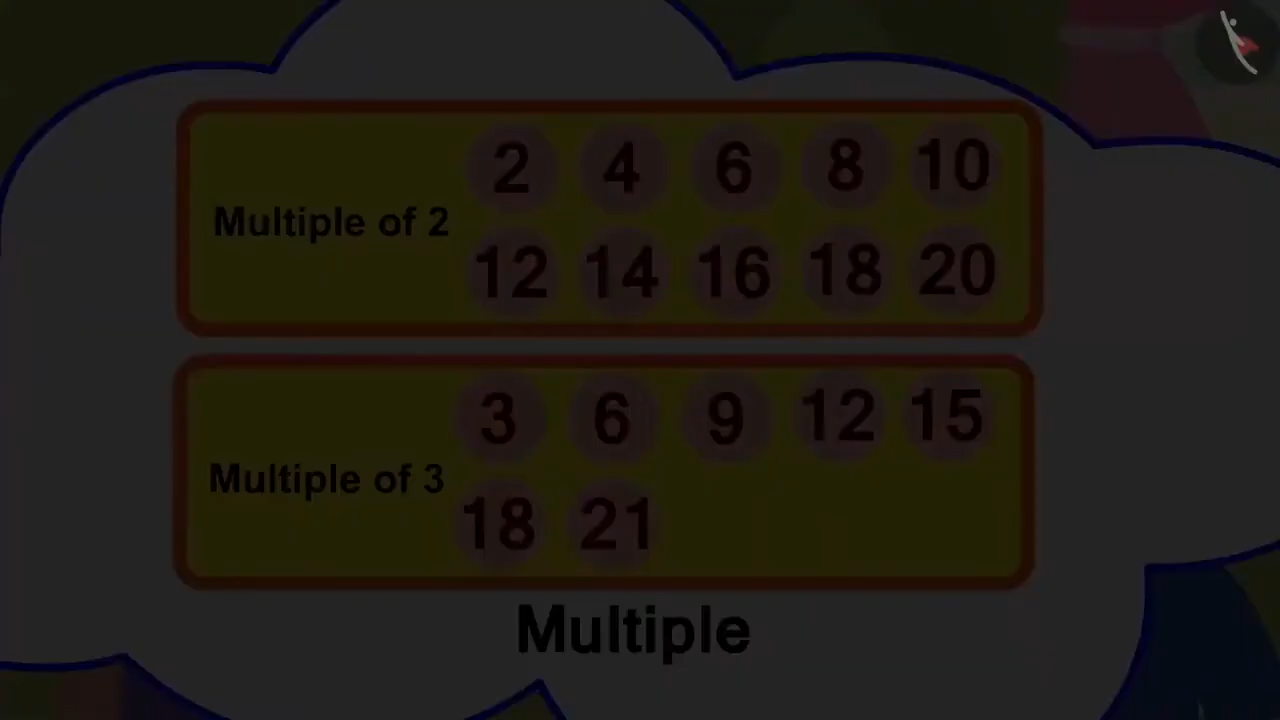 Multiple of 2
2 4 6 8 10
12 14 16 18 20
Multiple of 3
3 6 9 12 15
18 21
Multiple